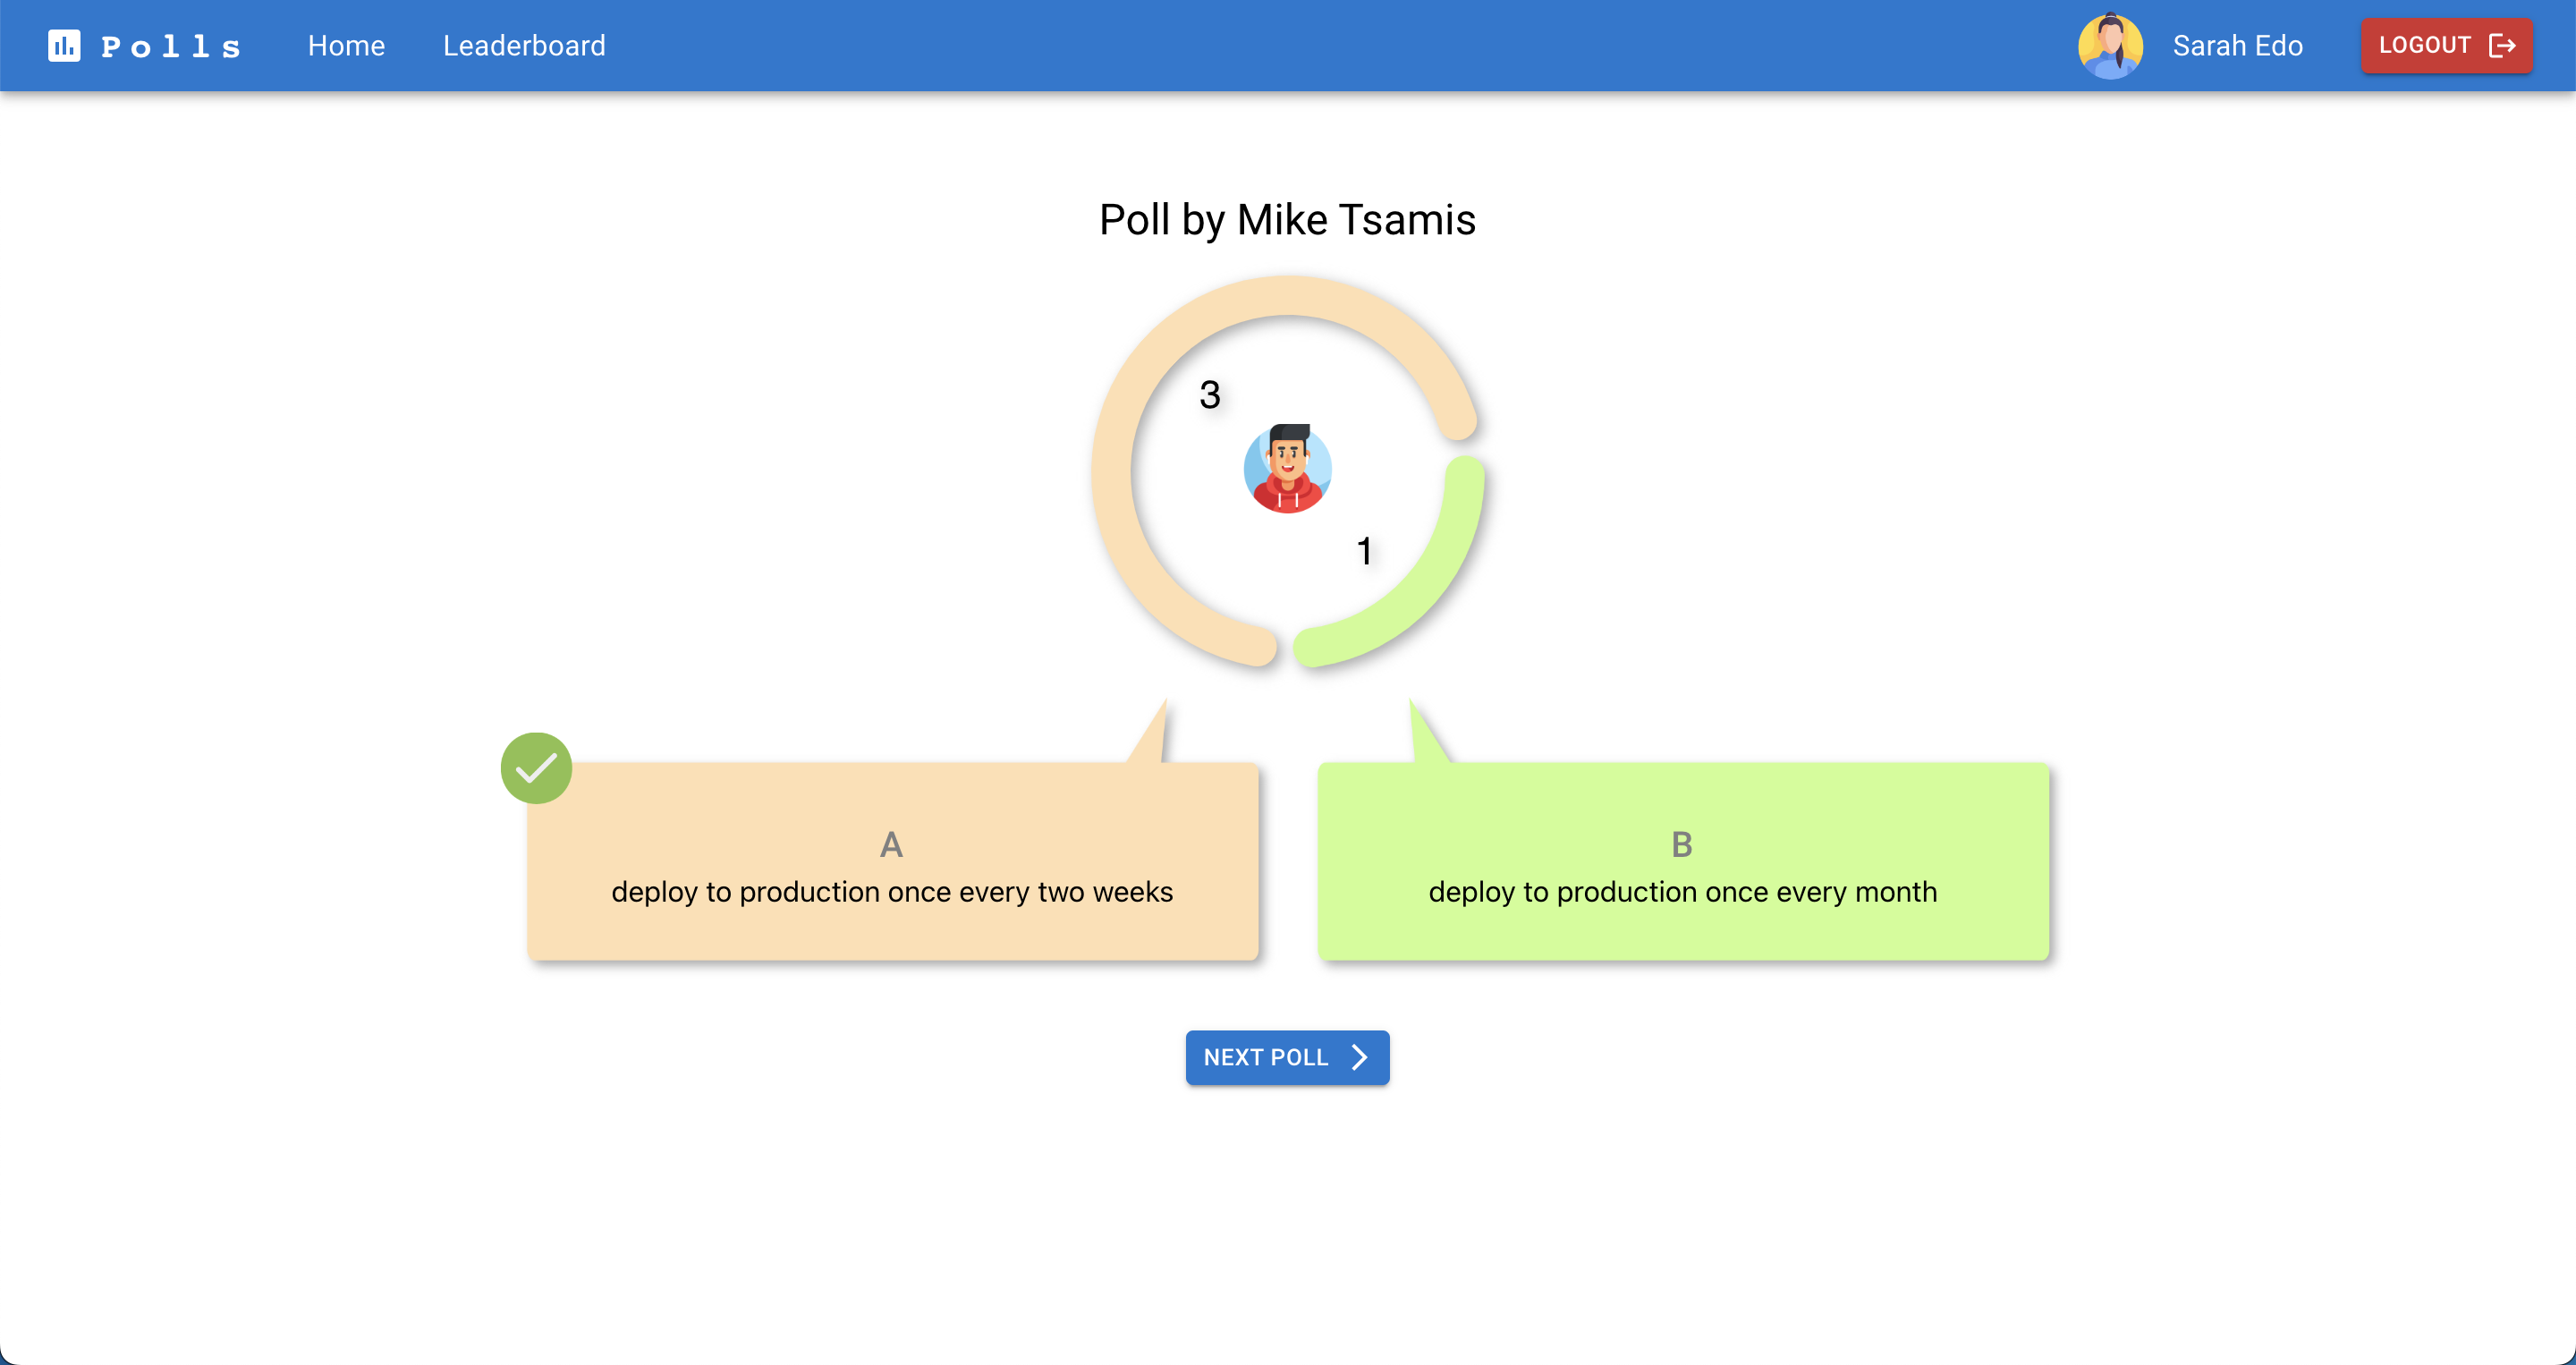 Polls Home Leaderboard Sarah Edo LOGOUT
Poll by Mike Tsamis
3
1
A
deploy to production once every two weeks
B
deploy to production once every month
NEXT POLL